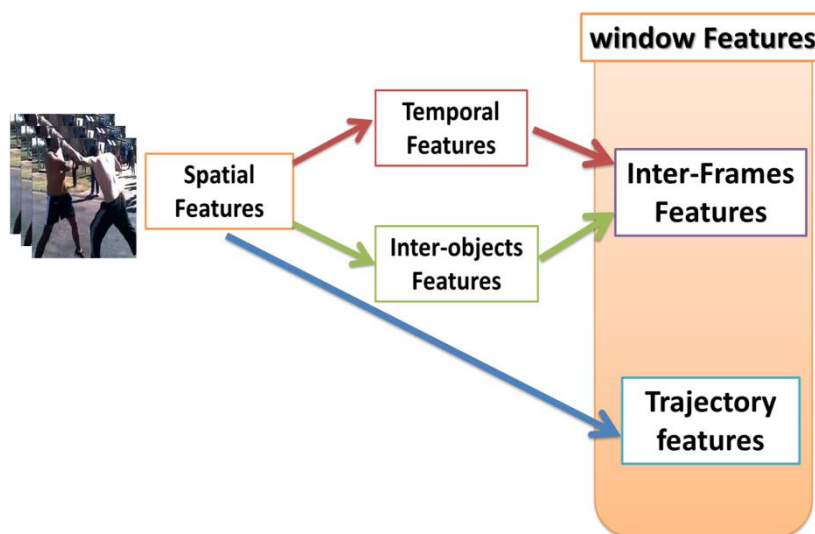 window Features
Temporal
Features
Spatial
Features
Inter-Frames
Features
Inter-objects
Features
Trajectory
features